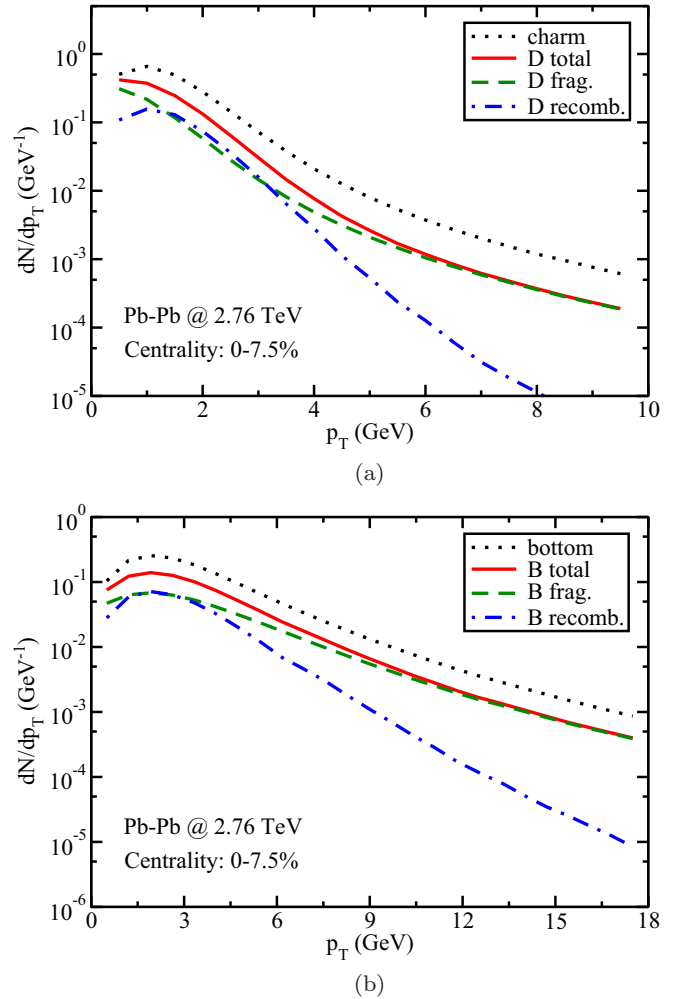 charm
D total
D frag.
D recomb.
10^0
10^-1
10^-2
10^-3
10^-4
10^-5
dN/dp_T (GeV^-1)
Pb-Pb @ 2.76 TeV
Centrality: 0-7.5%
0 2 4 6 8 10
p_T (GeV)
(a)
bottom
B total
B frag.
B recomb.
10^0
10^-1
10^-2
10^-3
10^-4
10^-5
10^-6
dN/dp_T (GeV^-1)
Pb-Pb @ 2.76 TeV
Centrality: 0-7.5%
0 3 6 9 12 15 18
p_T (GeV)
(b)